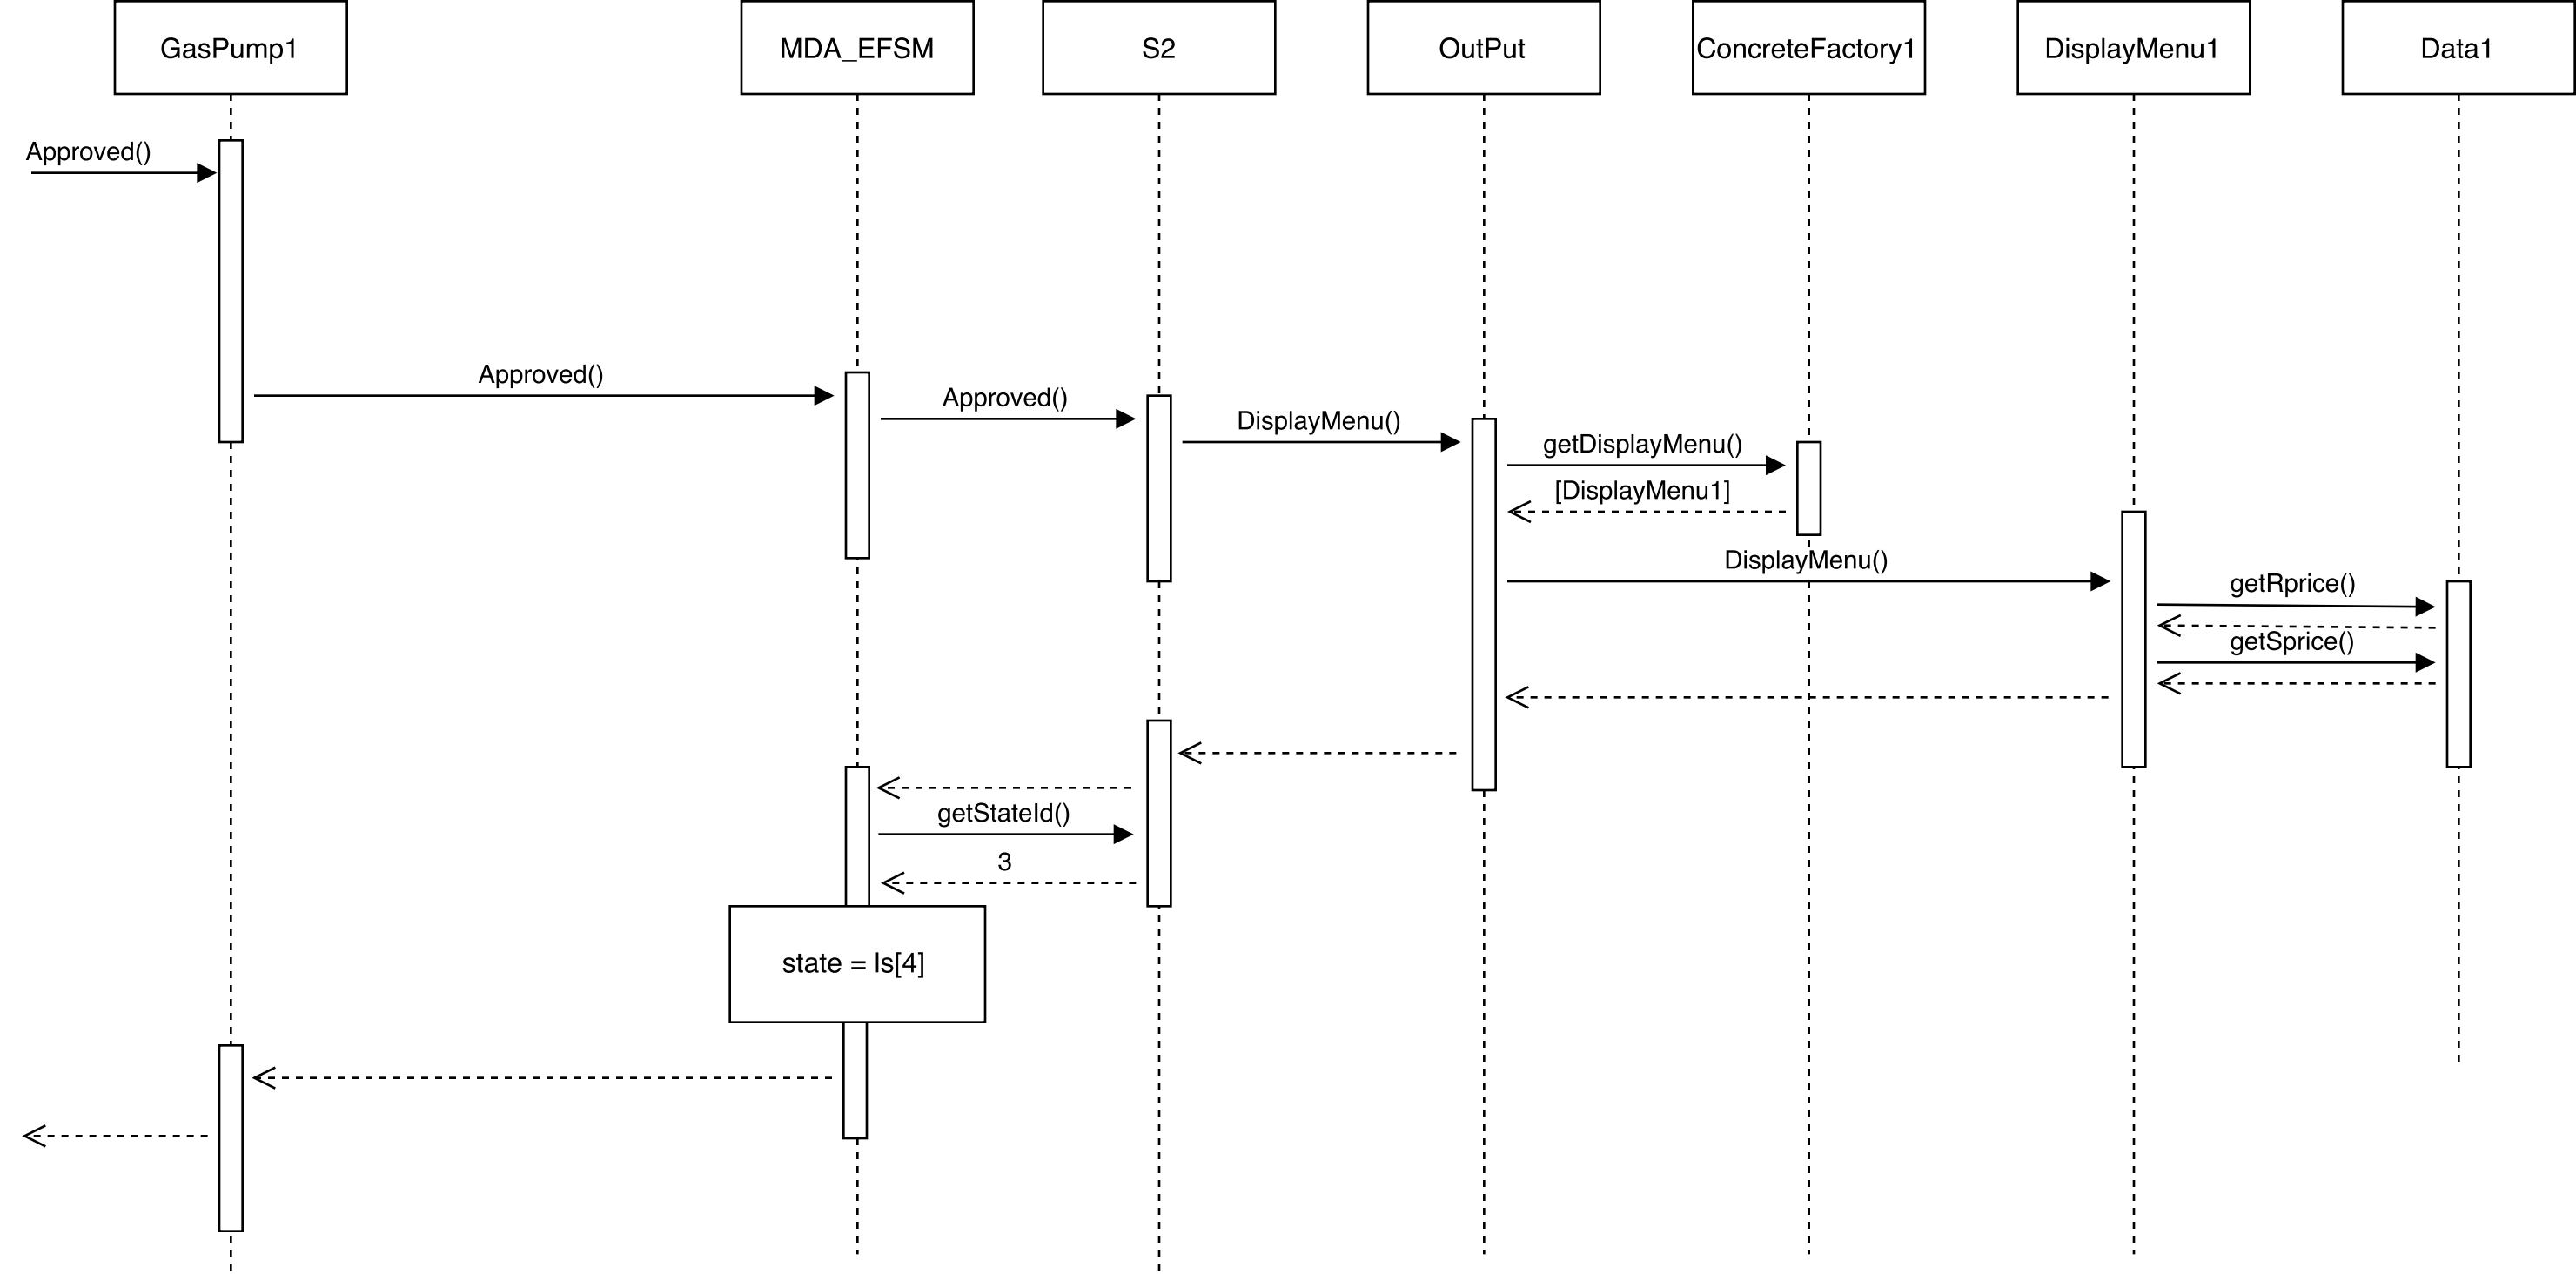 GasPump1
MDA_EFSM
S2
OutPut
ConcreteFactory1
DisplayMenu1
Data1
Approved()
Approved()
Approved()
DisplayMenu()
getDisplayMenu()
[DisplayMenu1]
DisplayMenu()
getRprice()
getSprice()
getStateId()
3
state = ls[4]